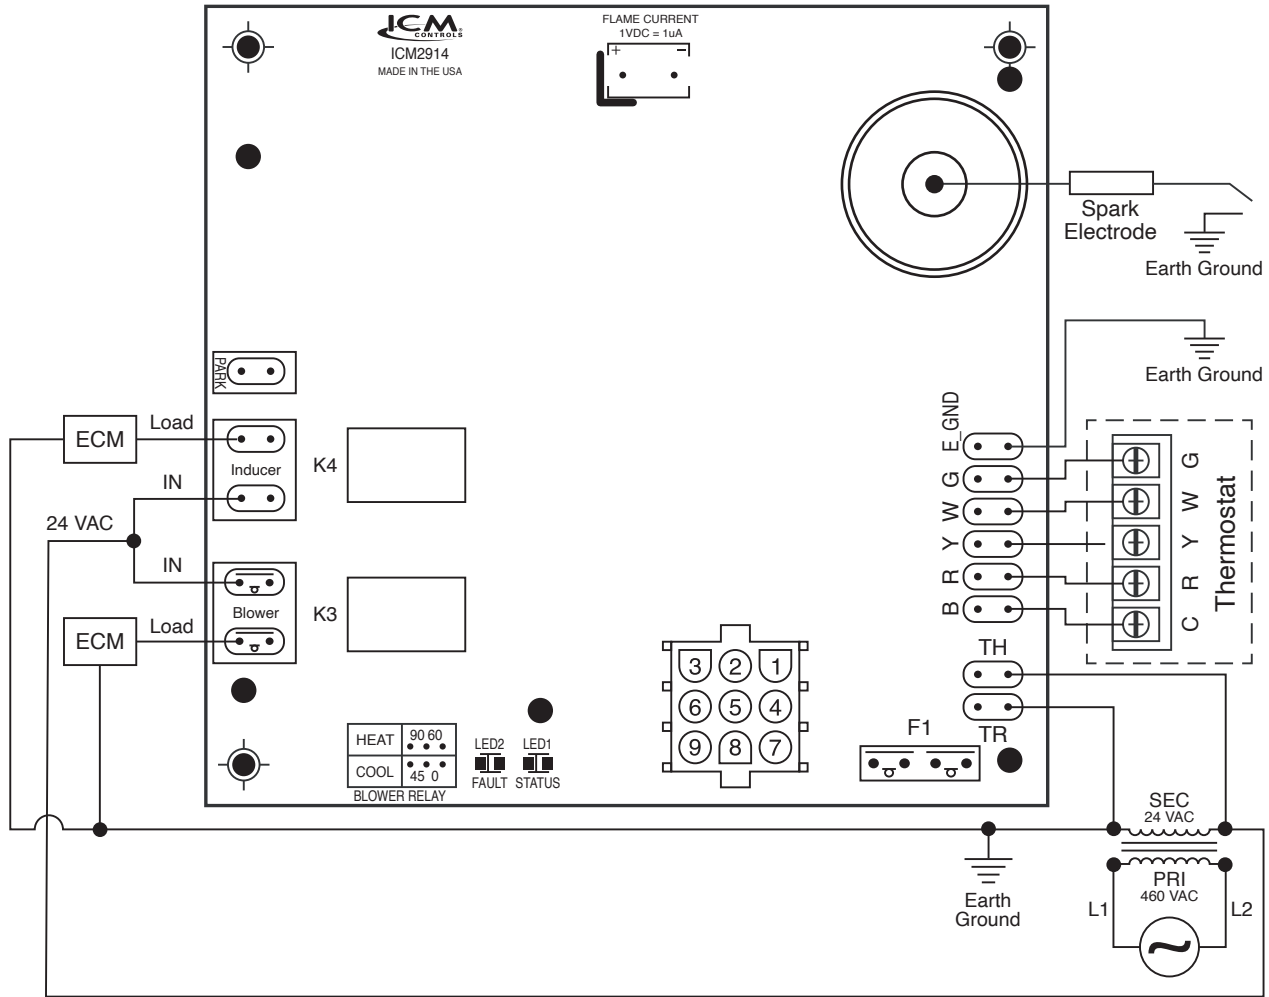 ICM®
CONTROLS
ICM2914
MADE IN THE USA
FLAME CURRENT
1VDC = 1uA
+ −
Spark
Electrode
Earth Ground
Earth Ground
PARK
ECM
Load
Inducer
IN
K4
24 VAC
IN
Blower
K3
ECM
Load
E_GND
G
W
Y
R
B
G
W
Y
R
C
Thermostat
TH
TR
F1
3 2 1
6 5 4
9 8 7
HEAT 90 60
COOL 45 0
BLOWER RELAY
LED2
FAULT
LED1
STATUS
SEC
24 VAC
PRI
460 VAC
L1
L2
Earth
Ground